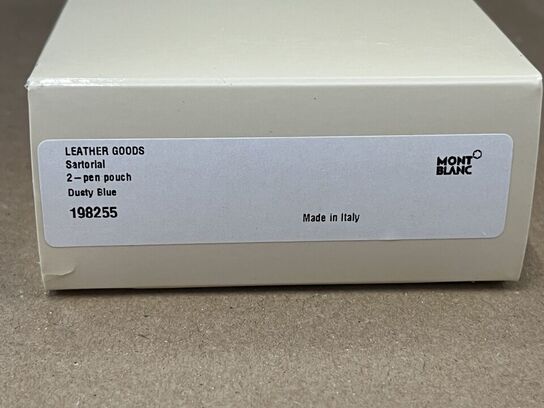 LEATHER GOODS
Sartorial
2-pen pouch
Dusty Blue
198255
Made in Italy
MONT
BLANC